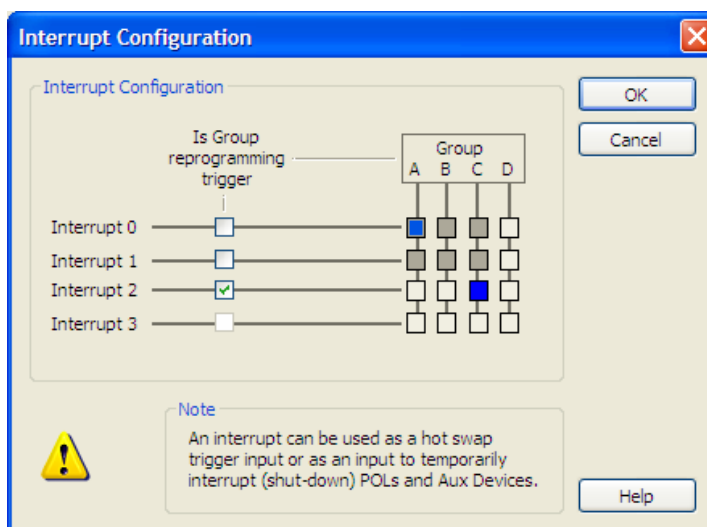 Interrupt Configuration
Interrupt Configuration
OK
Cancel
Is Group
reprogramming
trigger
Group
A B C D
Interrupt 0
Interrupt 1
Interrupt 2
Interrupt 3
Note
An interrupt can be used as a hot swap
trigger input or as an input to temporarily
interrupt (shut-down) POLs and Aux Devices.
Help